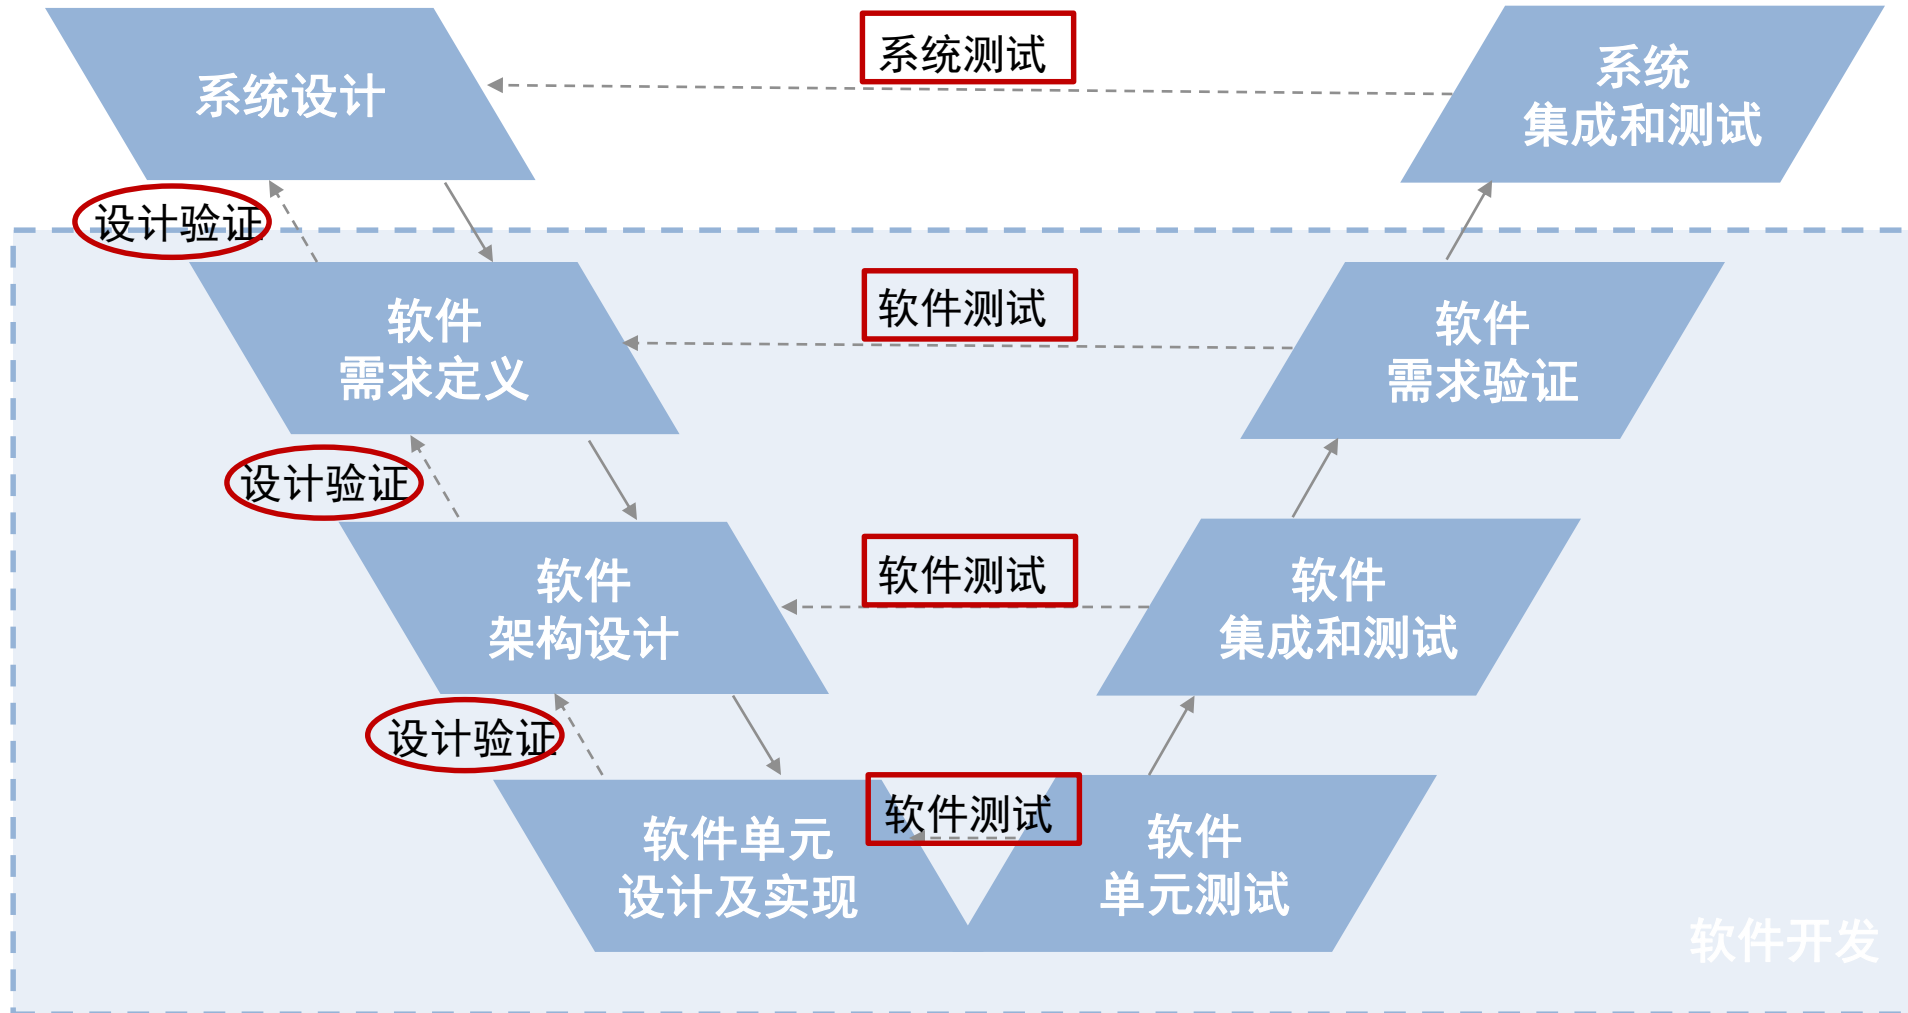 系统设计
系统测试
系统
集成和测试
设计验证
软件
需求定义
软件测试
软件
需求验证
设计验证
软件
架构设计
软件测试
软件
集成和测试
设计验证
软件单元
设计及实现
软件测试
软件
单元测试
软件开发